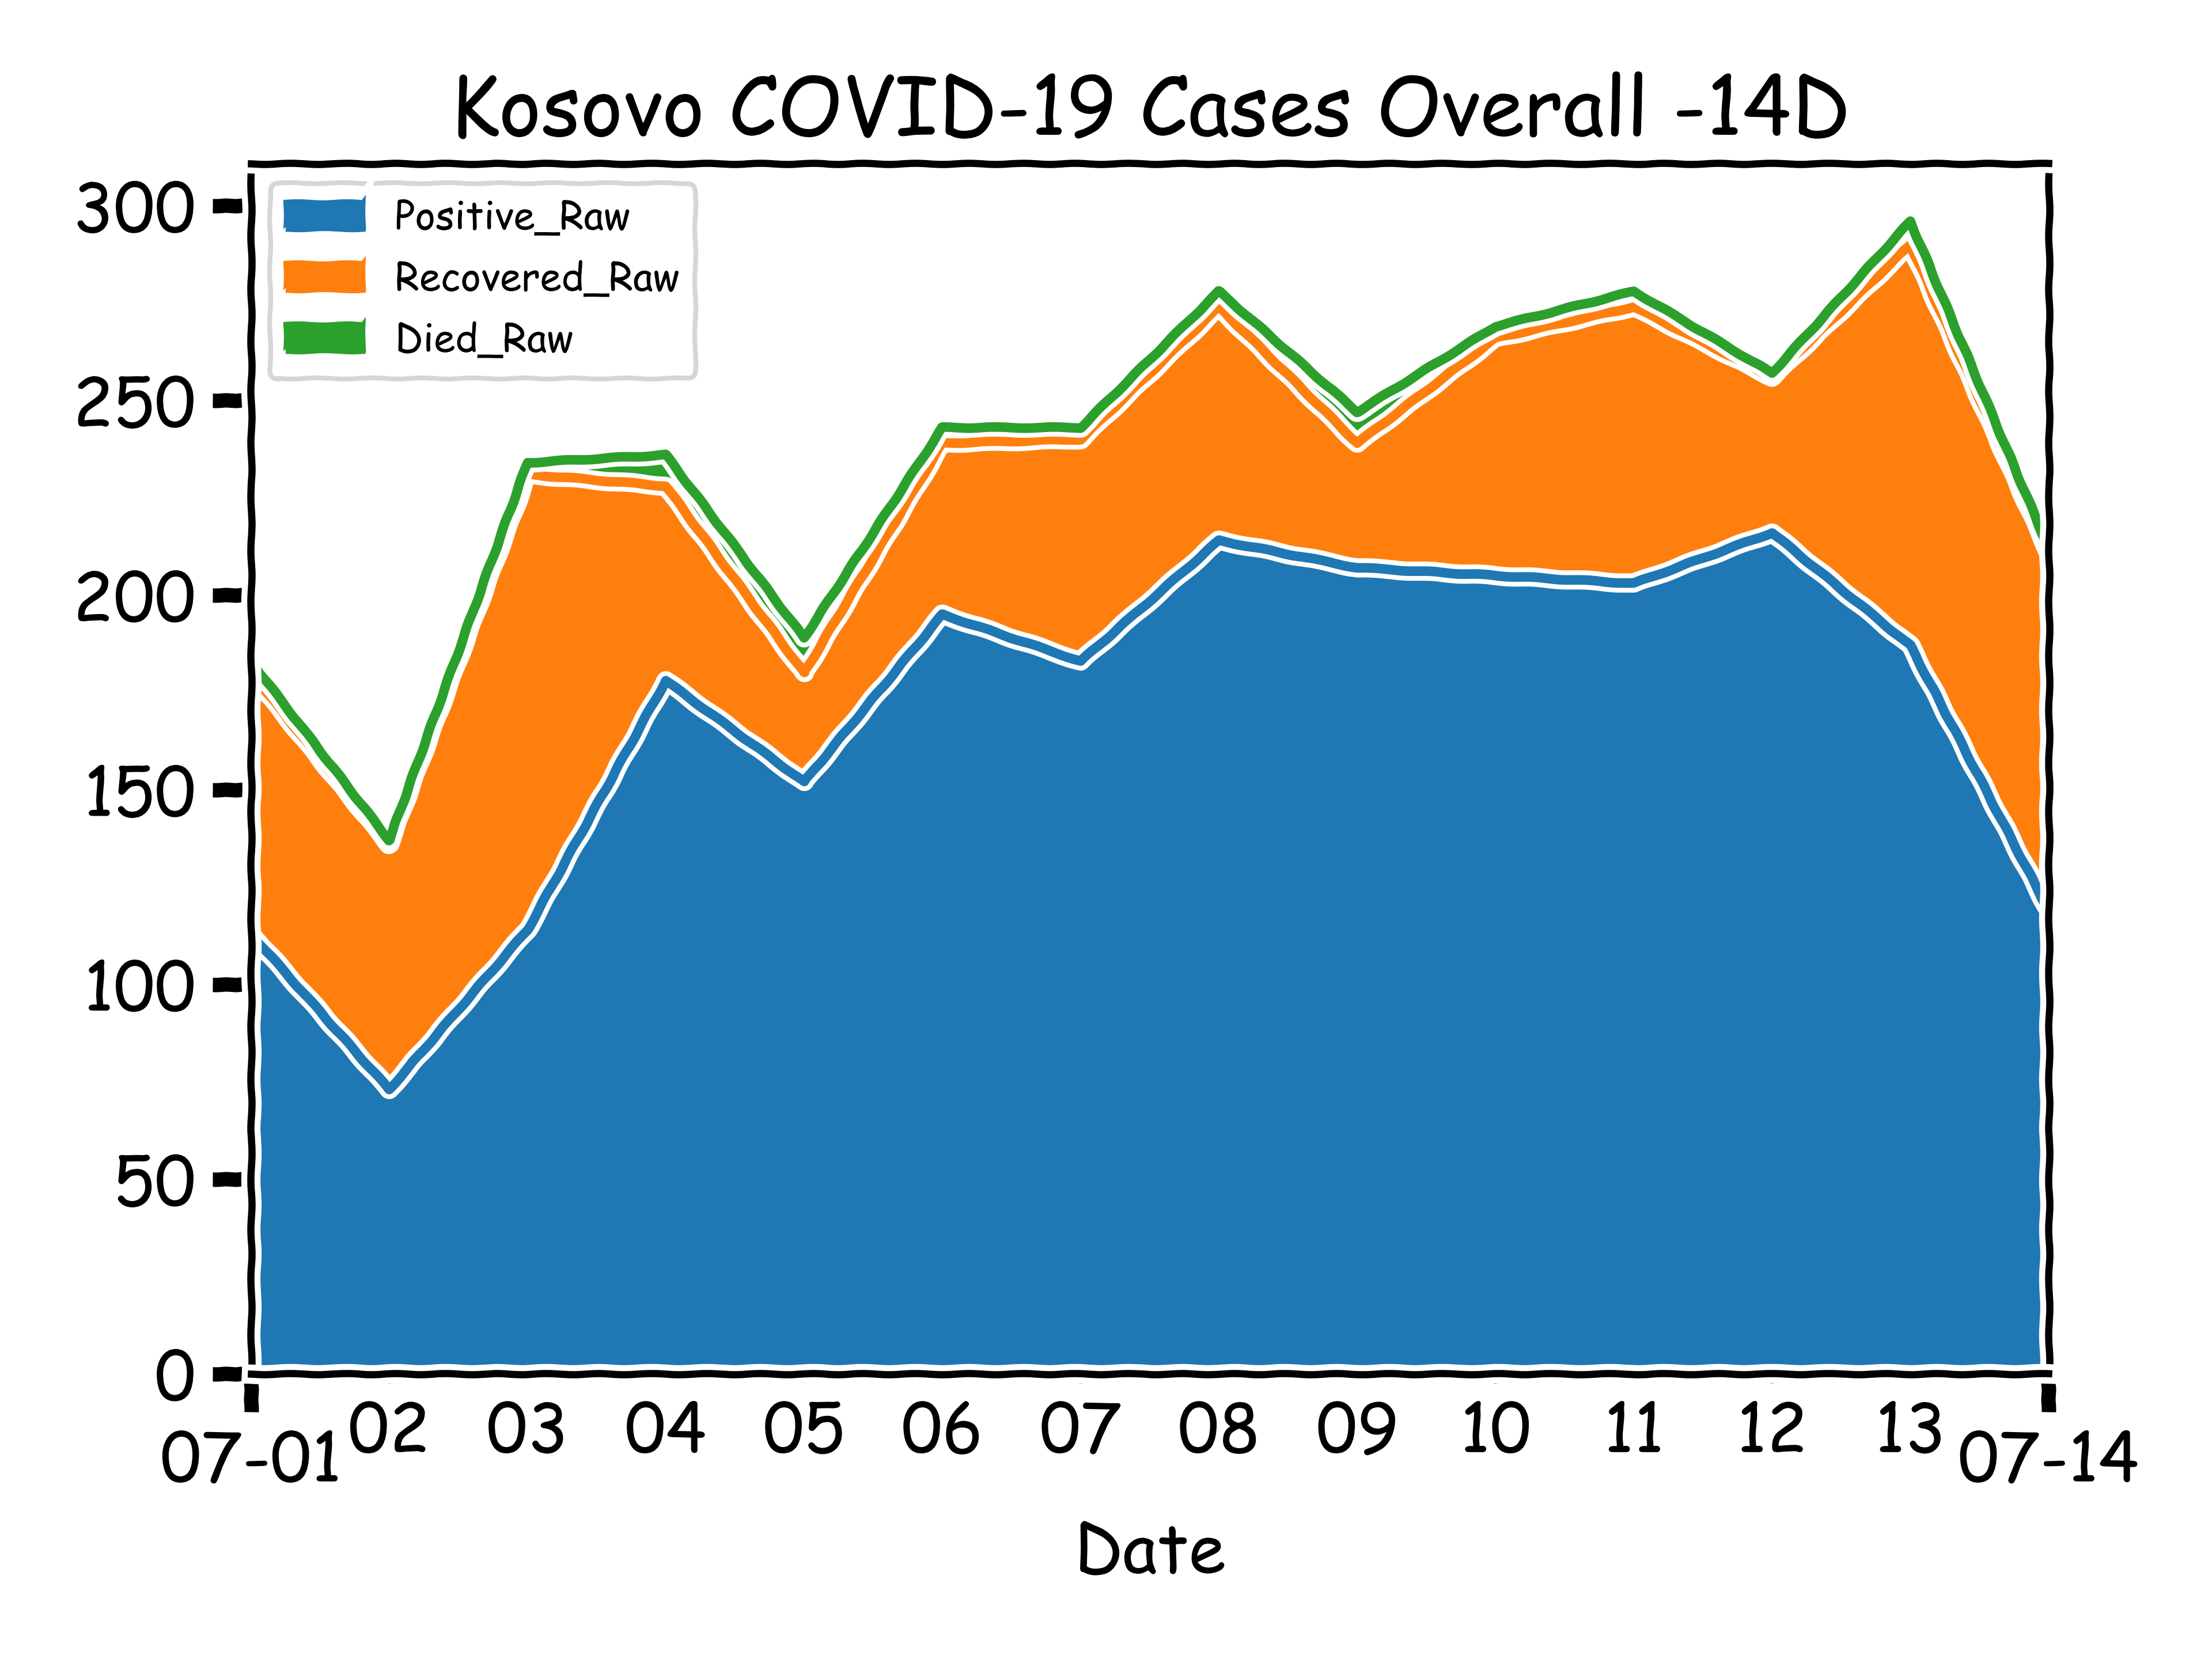 Kosovo COVID-19 Cases Overall -14D
300
250
200
150
100
50
0
Positive_Raw
Recovered_Raw
Died_Raw
07-01 02 03 04 05 06 07 08 09 10 11 12 13 07-14
Date